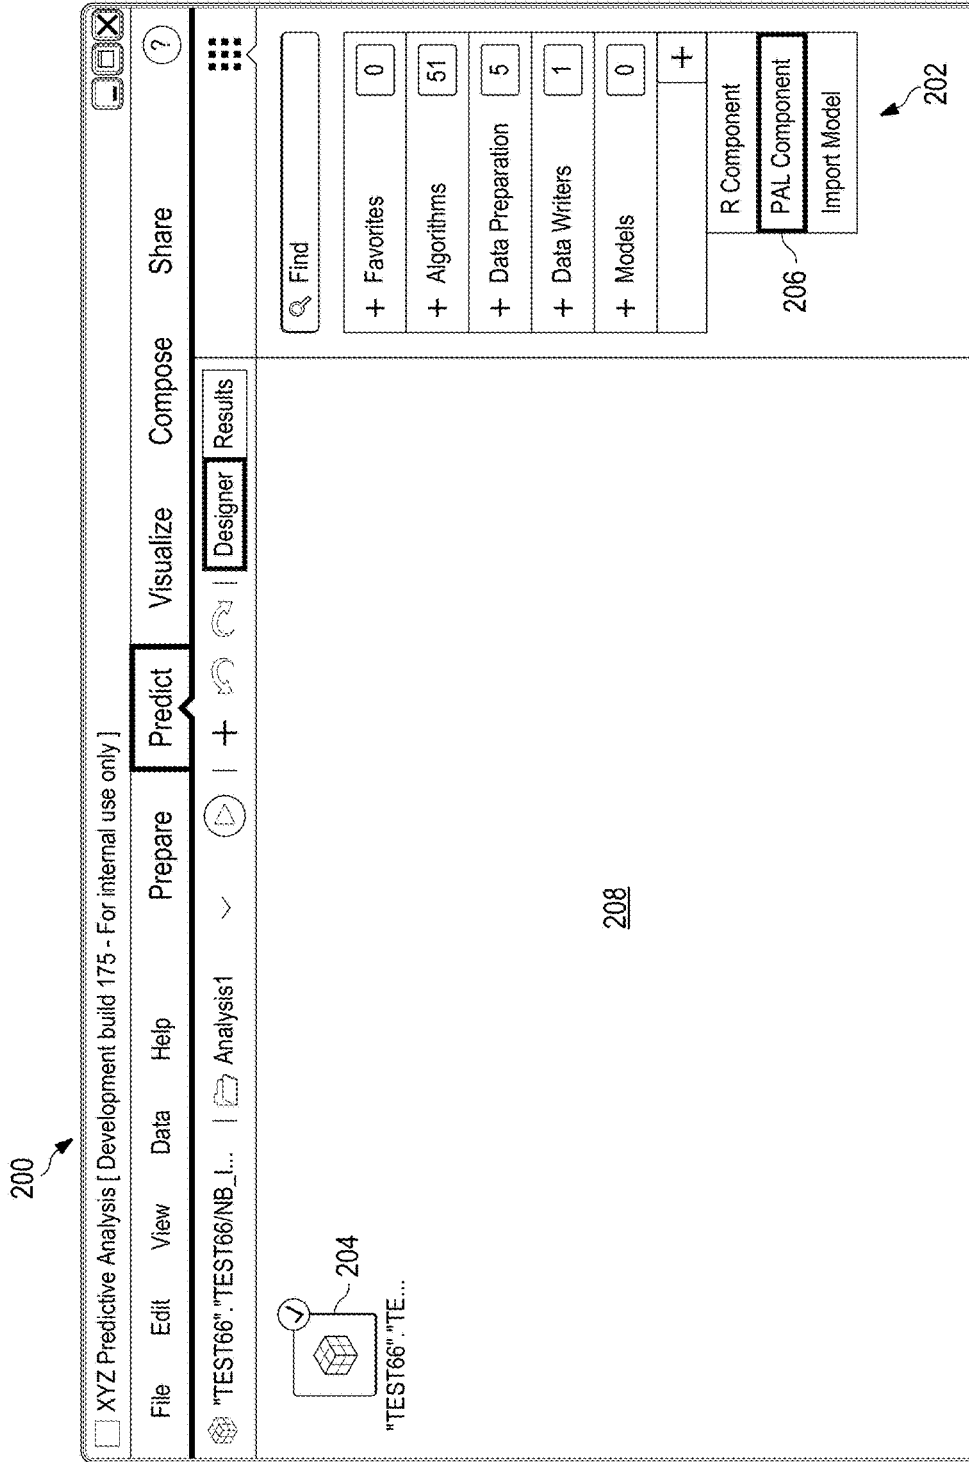 200
XYZ Predictive Analysis [ Development build 175 - For internal use only ]
File Edit View Data Help Prepare Predict Visualize Compose Share ?
"TEST66"."TEST66/NB_I... | Analysis1 | + | Designer Results
204
"TEST66"."TE...
208
Find
+ Favorites 0
+ Algorithms 51
+ Data Preparation 5
+ Data Writers 1
+ Models 0
+
R Component
206
PAL Component
Import Model
202